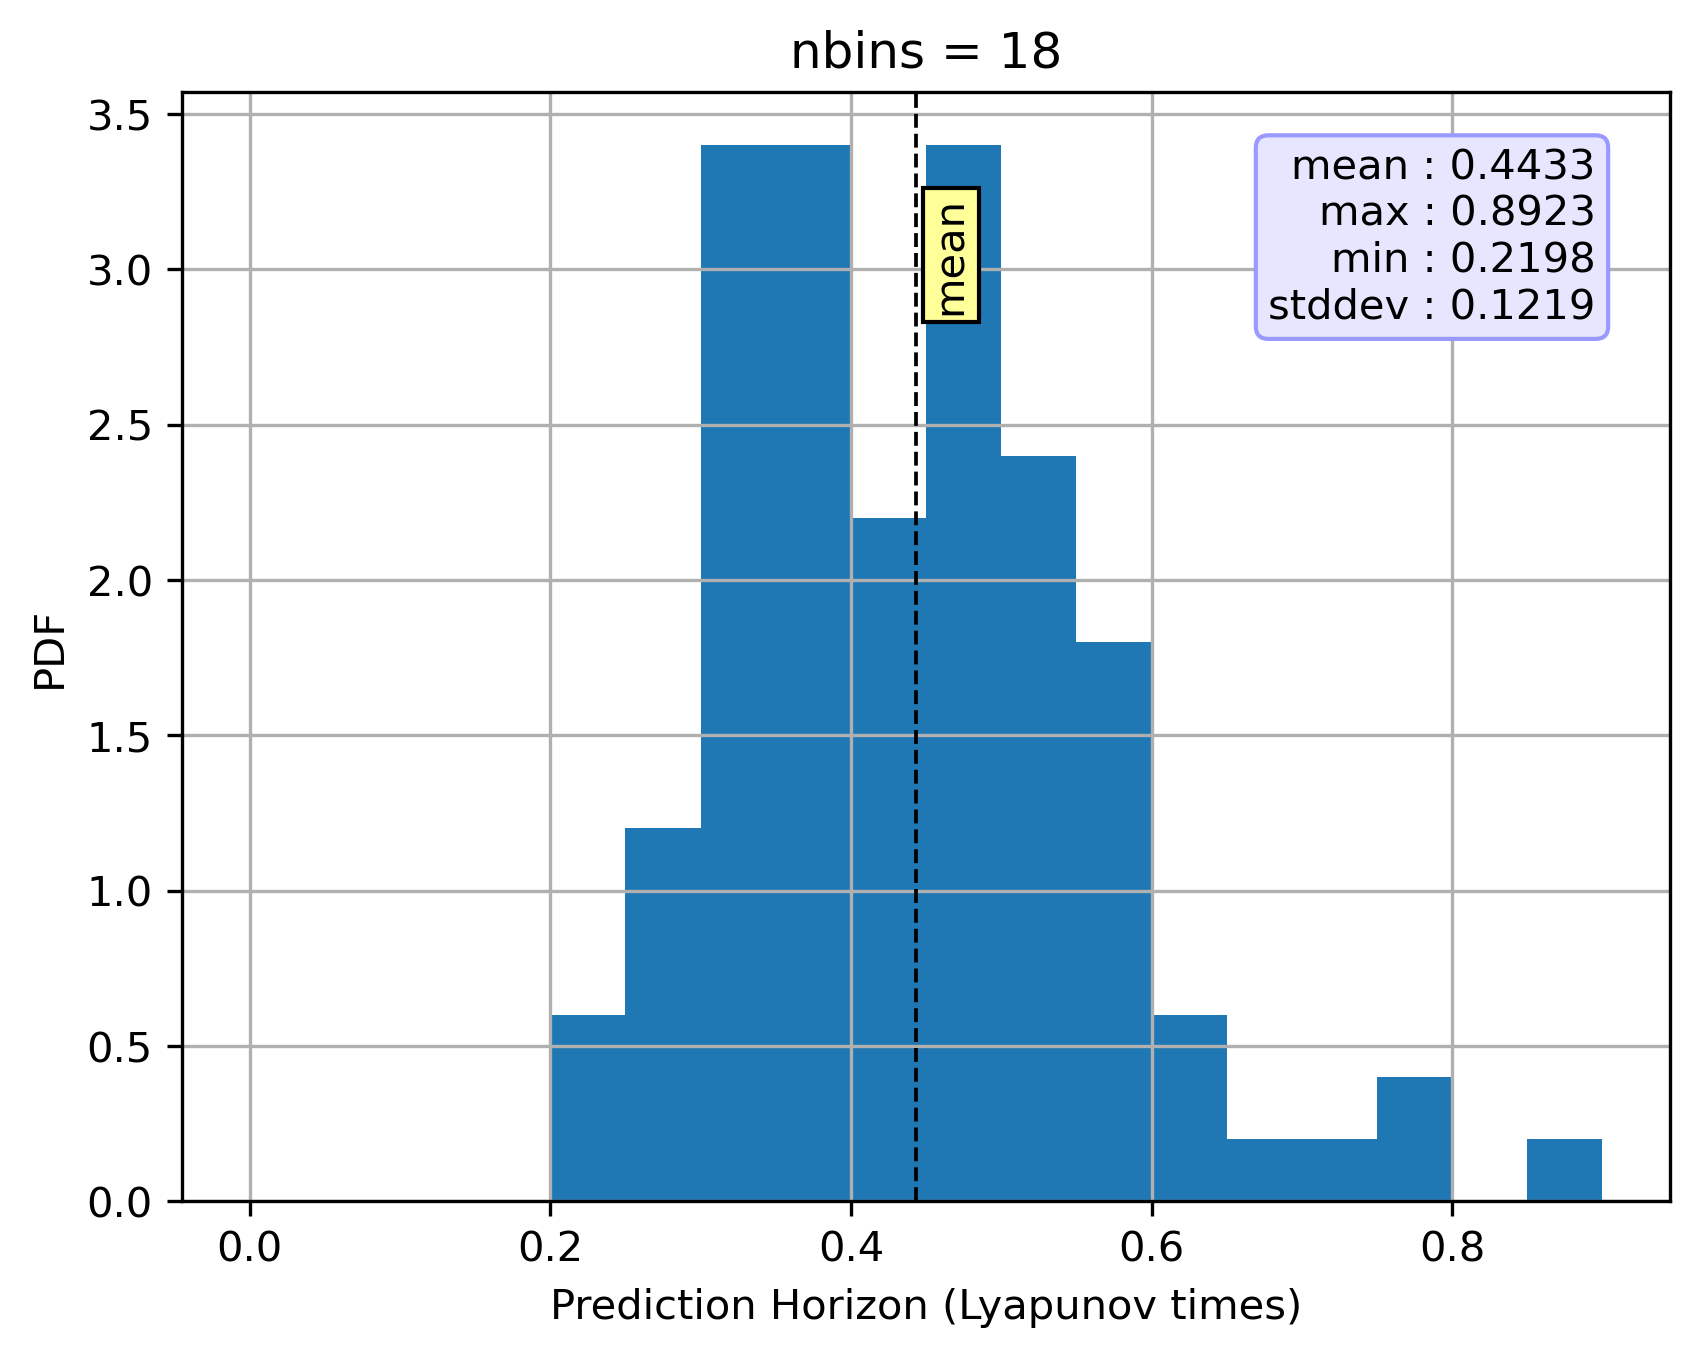 nbins = 18
3.5
3.0
2.5
2.0
1.5
1.0
0.5
0.0
PDF
mean
mean : 0.4433
max : 0.8923
min : 0.2198
stddev : 0.1219
0.0 0.2 0.4 0.6 0.8
Prediction Horizon (Lyapunov times)